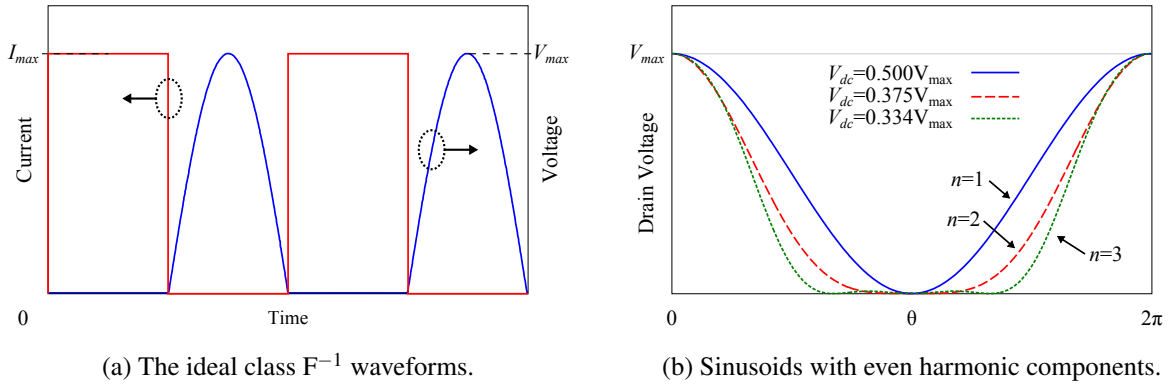 I_max
V_max
Current
Voltage
0
Time
(a) The ideal class F⁻¹ waveforms.
V_max
V_dc=0.500V_max
V_dc=0.375V_max
V_dc=0.334V_max
Drain Voltage
n=1
n=2
n=3
0
θ
2π
(b) Sinusoids with even harmonic components.